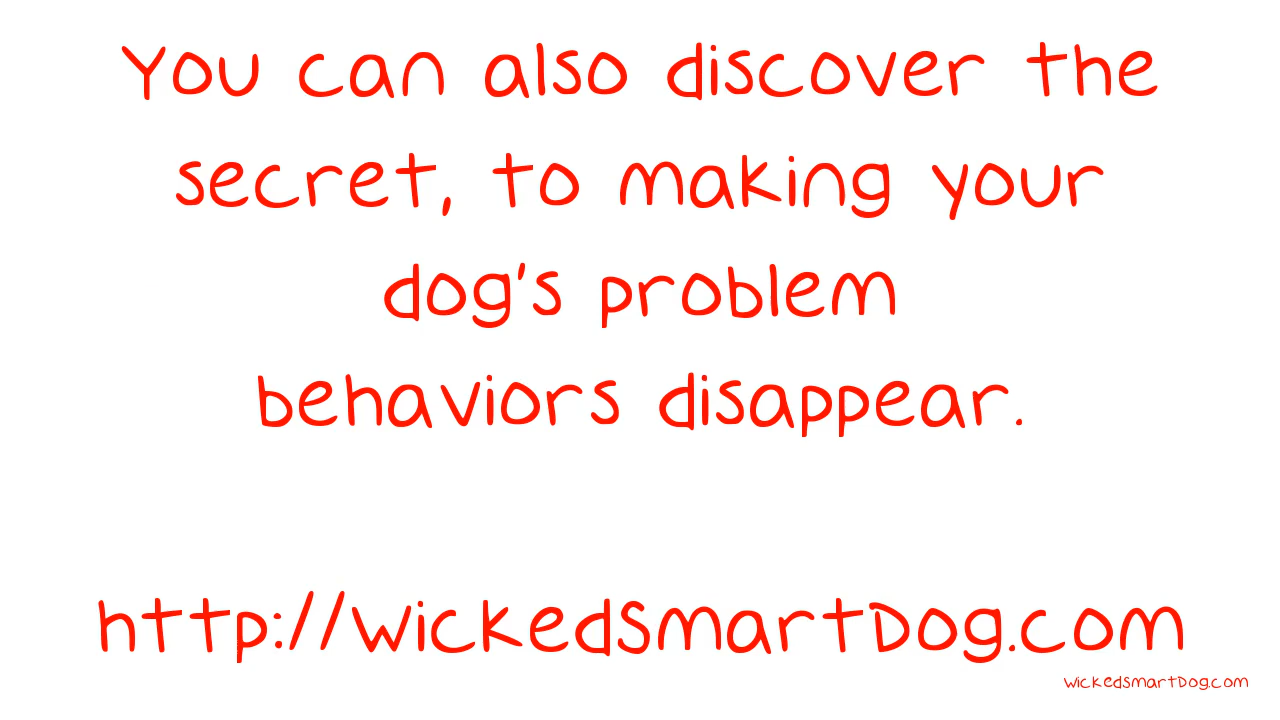 You can also discover the
secret, to making your
dog's problem
behaviors disappear.
http://WickedSmartDog.com
WickedSmartDog.com